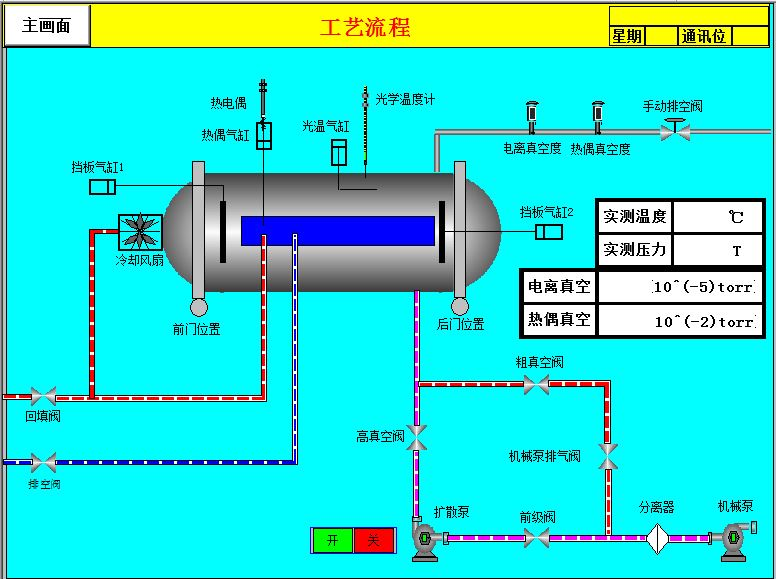 主画面
工艺流程
星期
通讯位
热电偶
光学温度计
热偶气缸
光温气缸
手动排空阀
电离真空度
热偶真空度
挡板气缸1
挡板气缸2
冷却风扇
前门位置
后门位置
实测温度
℃
实测压力
T
电离真空
10^(-5)torr
热偶真空
10^(-2)torr
粗真空阀
回填阀
高真空阀
机械泵排气阀
排空阀
扩散泵
前级阀
分离器
机械泵
开
关